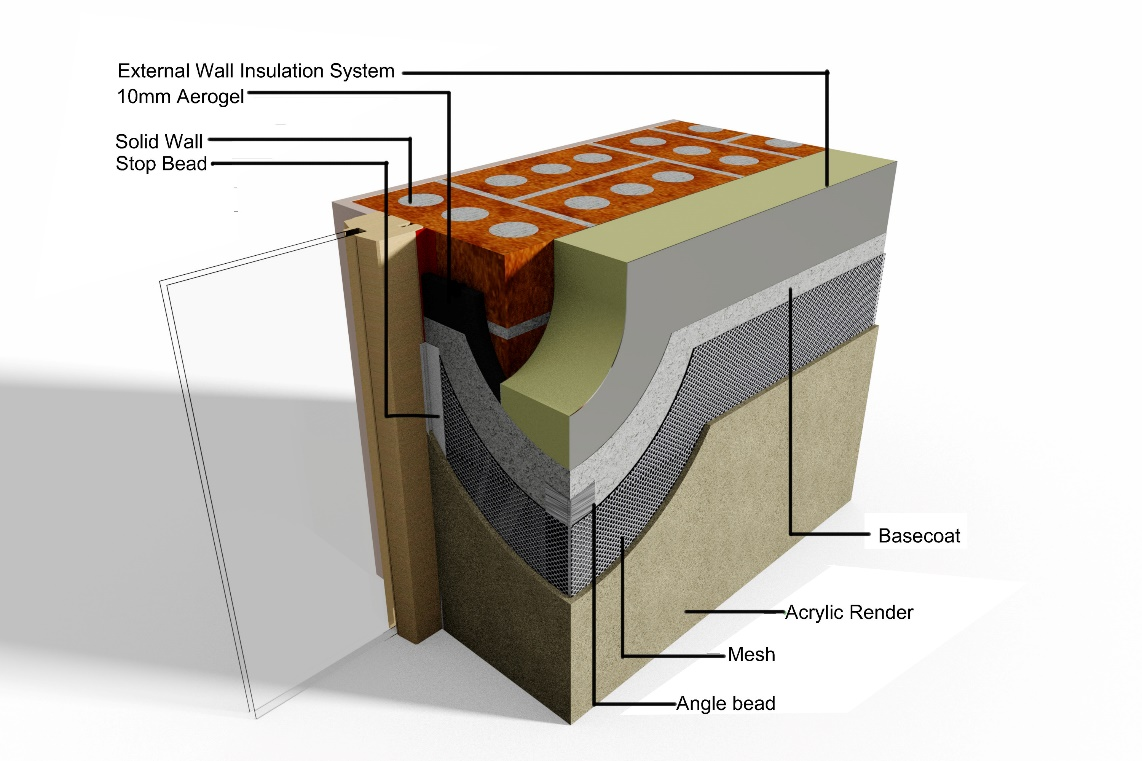 External Wall Insulation System
10mm Aerogel
Solid Wall
Stop Bead
Basecoat
Acrylic Render
Mesh
Angle bead